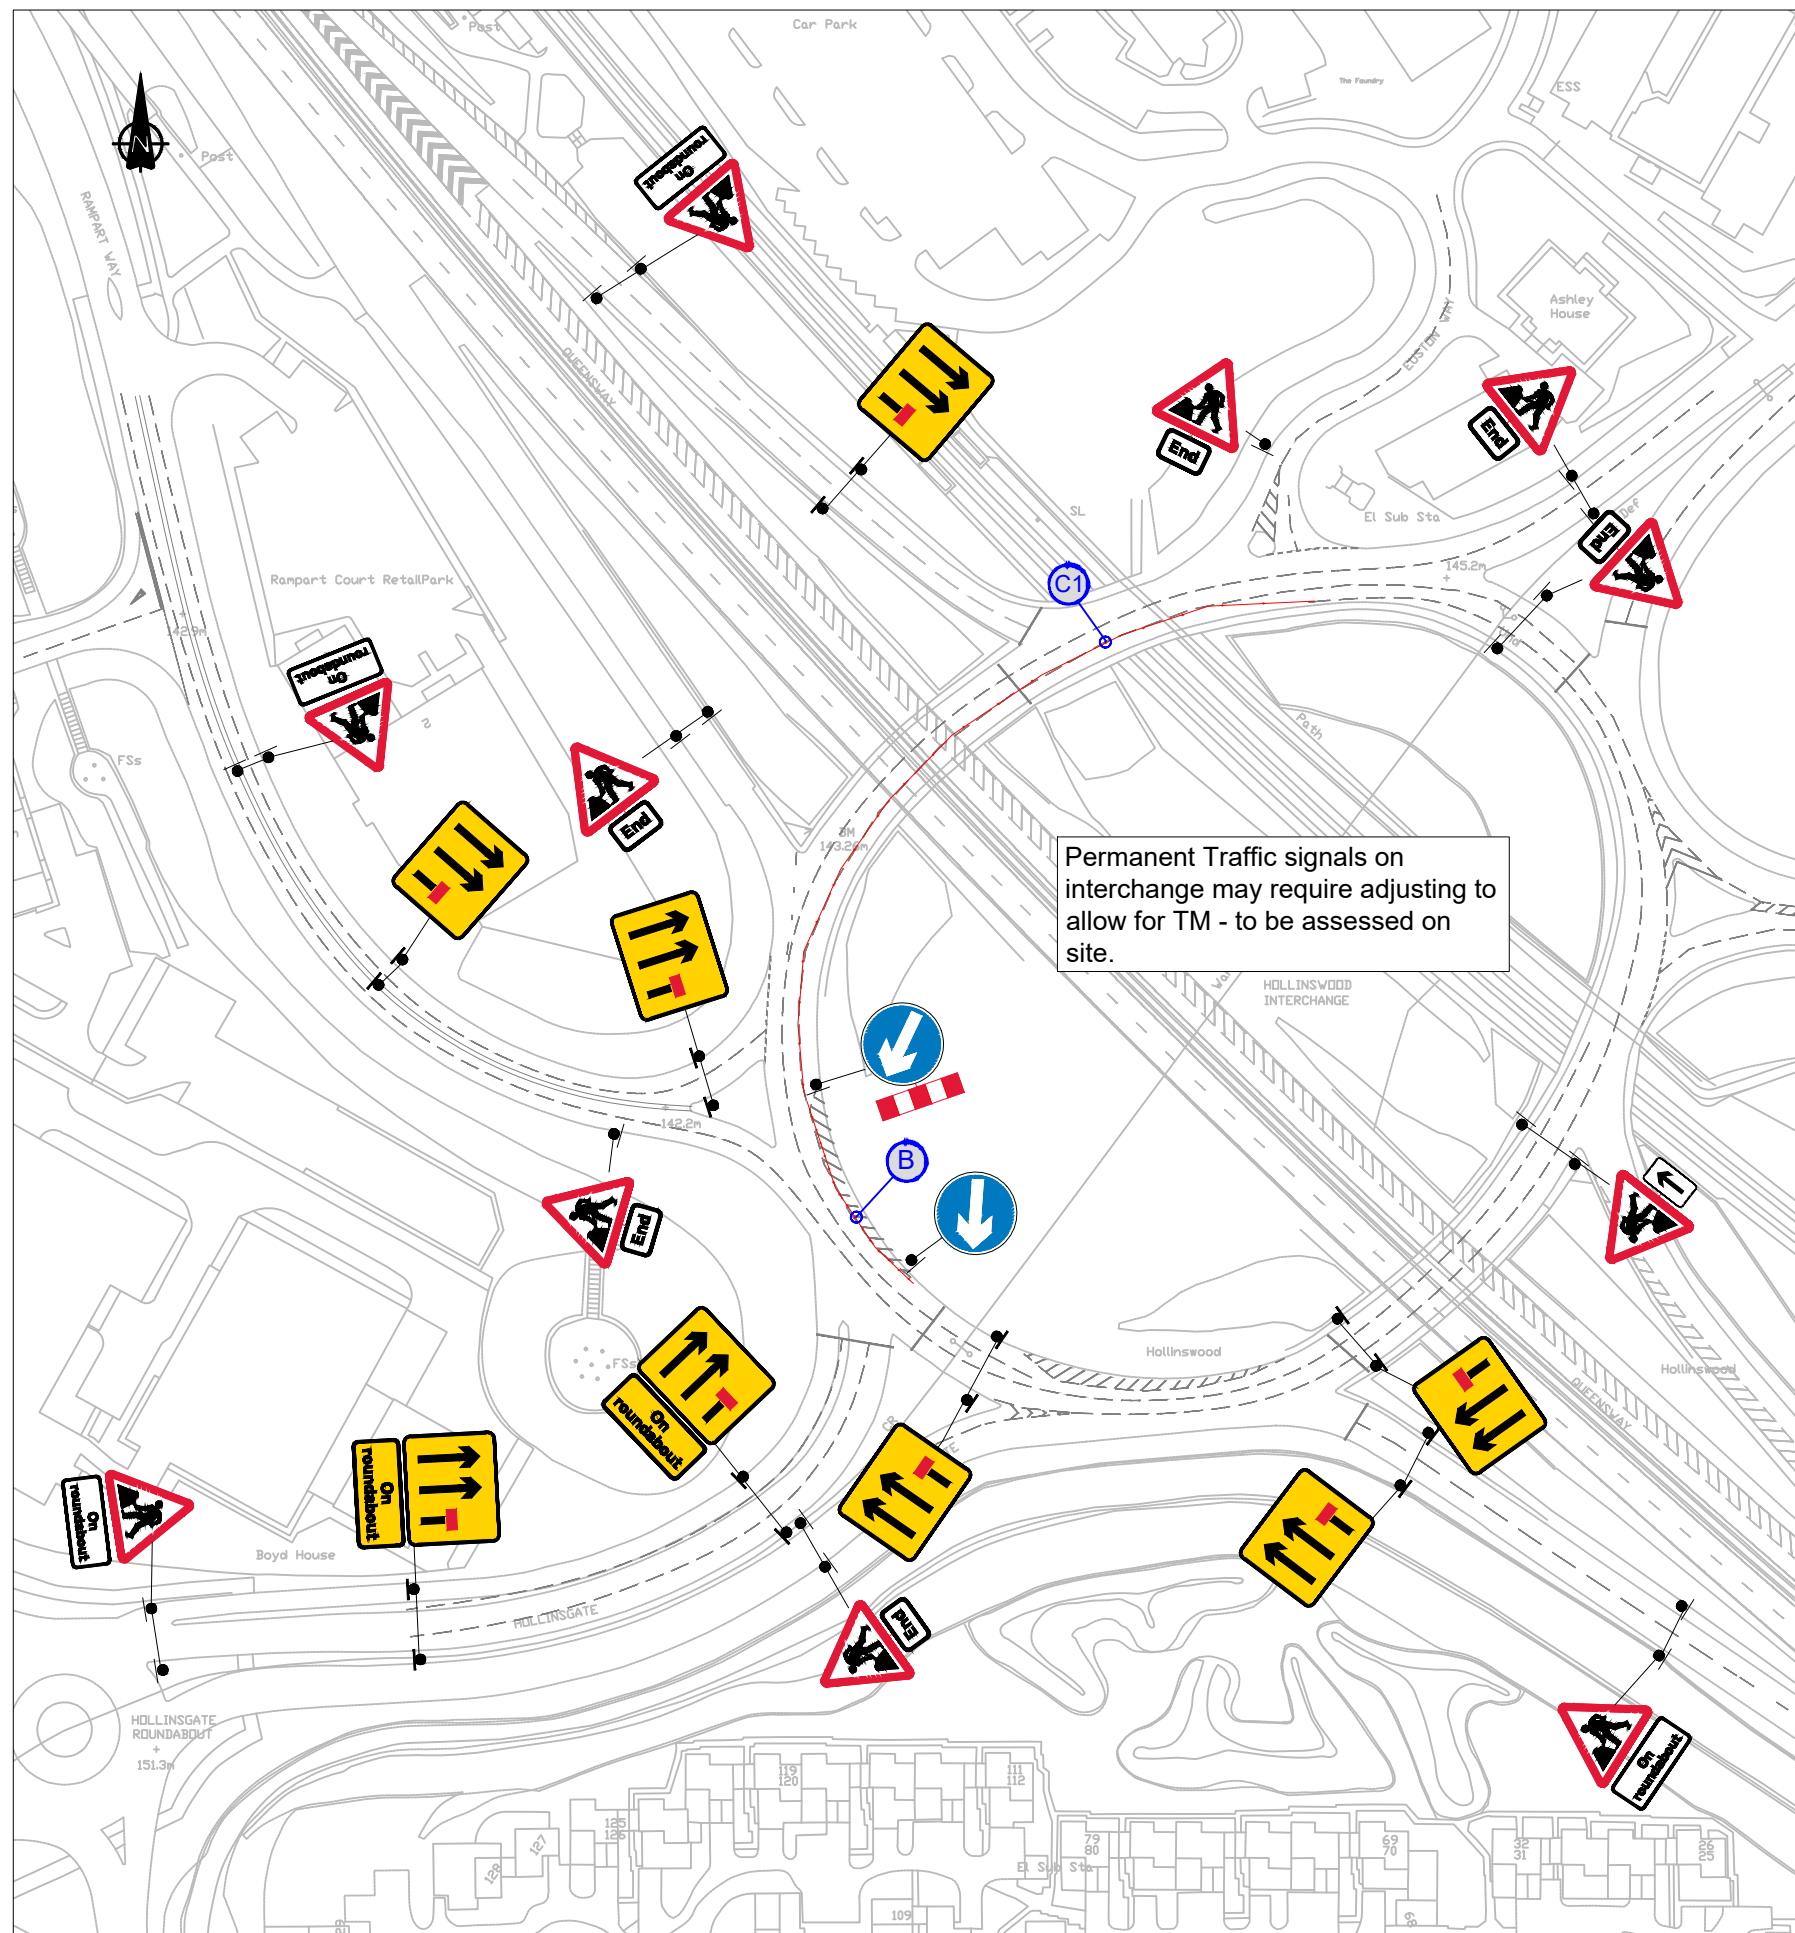 Post
Car Park
The Foundry
ESS
N
Post
On
roundabout
RAMPART WAY
Ashley
House
EUSTON WAY
QUEENSWAY
End
End
SL
El Sub Sta
Def
End
C1
145.2m
Rampart Court RetailPark
142.9m
On
roundabout
Path
FSs
End
BM
143.26m
Permanent Traffic signals on
interchange may require adjusting to
allow for TM - to be assessed on
site.
HOLLINSWOOD
INTERCHANGE
142.2m
B
End
Hollinswood
Hollinswood
FSs
QUEENSWAY
On
roundabout
On
roundabout
On
roundabout
Boyd House
HOLLINSGATE
End
On
roundabout
HOLLINSGATE
ROUNDABOUT
151.3m
119
120
111
112
125
126
127
128
79
80
69
70
32
31
26
25
El Sub Sta
109